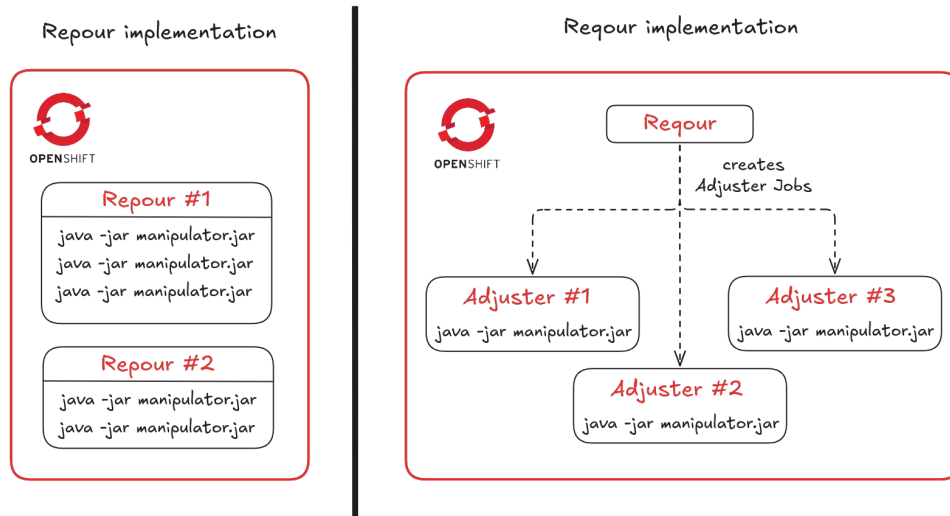 Repour implementation
OPENSHIFT
Repour #1
java -jar manipulator.jar
java -jar manipulator.jar
java -jar manipulator.jar
Repour #2
java -jar manipulator.jar
java -jar manipulator.jar
Reqour implementation
OPENSHIFT
Reqour
creates
Adjuster Jobs
Adjuster #1
java -jar manipulator.jar
Adjuster #2
java -jar manipulator.jar
Adjuster #3
java -jar manipulator.jar